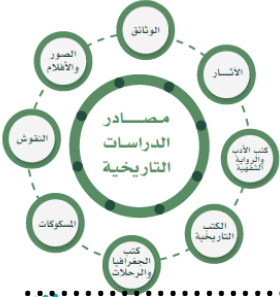 مصادر
الدراسات
التاريخية
الوثائق
الآثار
كتب الأدب
والرواية
الشفهية
الكتب
التاريخية
كتب
الجغرافيا
والرحلات
المسكوكات
النقوش
الصور
والأفلام